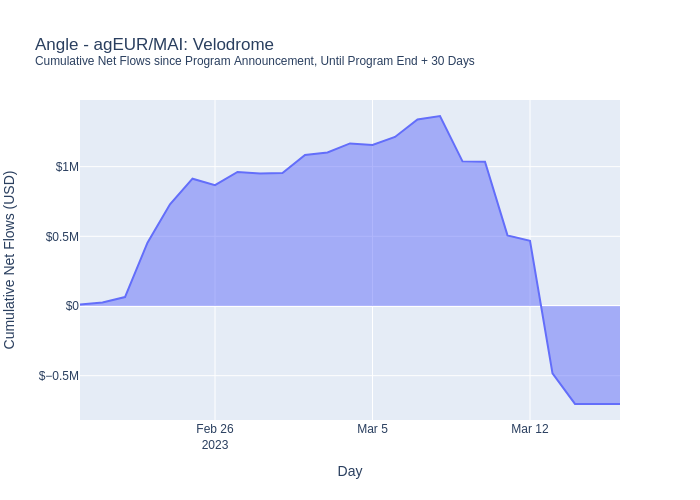 Angle - agEUR/MAI: Velodrome
Cumulative Net Flows since Program Announcement, Until Program End + 30 Days
Cumulative Net Flows (USD)
$1M
$0.5M
$0
$−0.5M
Feb 26
2023
Mar 5
Mar 12
Day